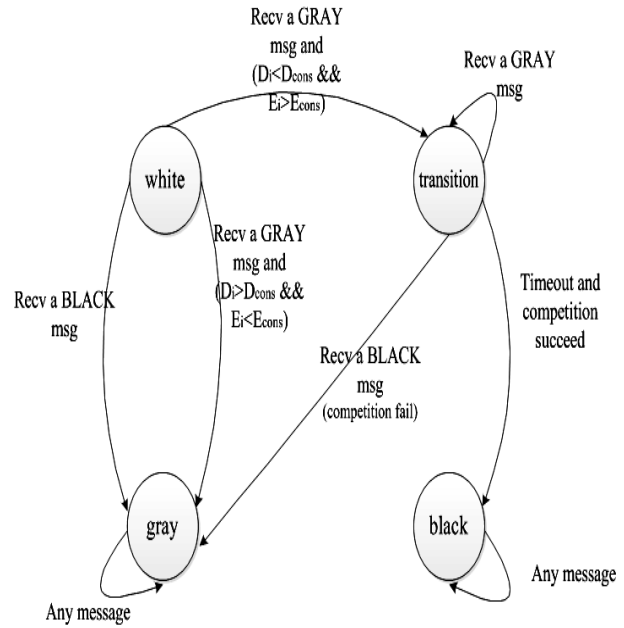 Recv a GRAY
msg and
(Di<Dcons &&
Ei>Econs)
Recv a GRAY
msg
white
transition
Recv a GRAY
msg and
(Di>Dcons &&
Ei<Econs)
Recv a BLACK
msg
Timeout and
competition
succeed
Recv a BLACK
msg
(competition fail)
gray
black
Any message
Any message